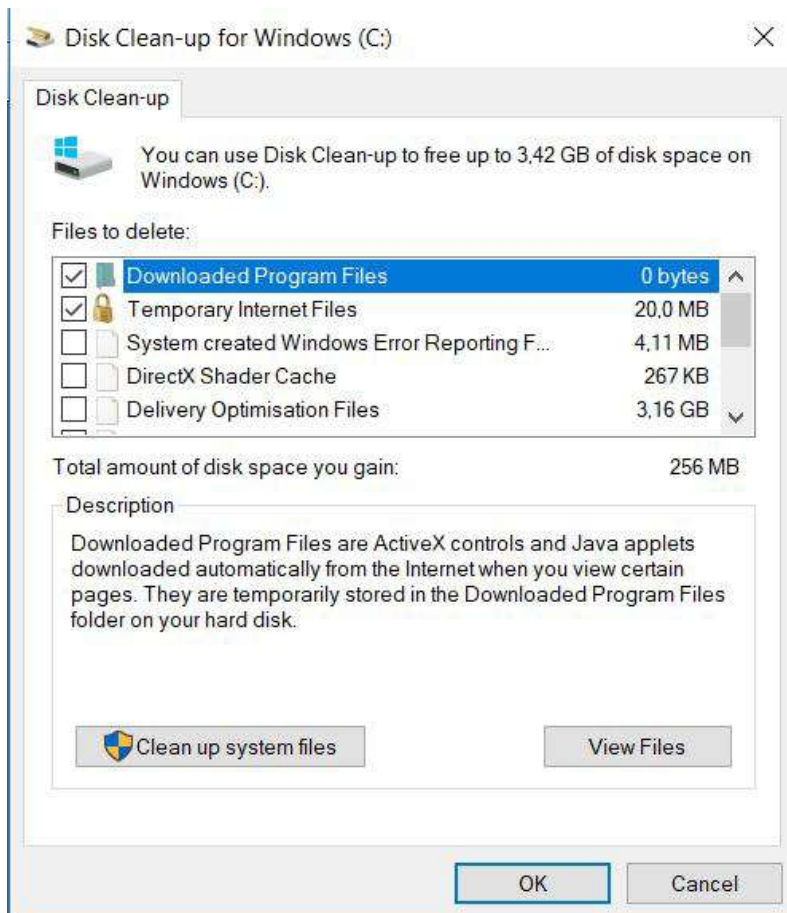 Disk Clean-up for Windows (C:)
Disk Clean-up
You can use Disk Clean-up to free up to 3,42 GB of disk space on
Windows (C:).
Files to delete:
Downloaded Program Files 0 bytes
Temporary Internet Files 20,0 MB
System created Windows Error Reporting F... 4,11 MB
DirectX Shader Cache 267 KB
Delivery Optimisation Files 3,16 GB
Total amount of disk space you gain: 256 MB
Description
Downloaded Program Files are ActiveX controls and Java applets
downloaded automatically from the Internet when you view certain
pages. They are temporarily stored in the Downloaded Program Files
folder on your hard disk.
Clean up system files View Files
OK Cancel